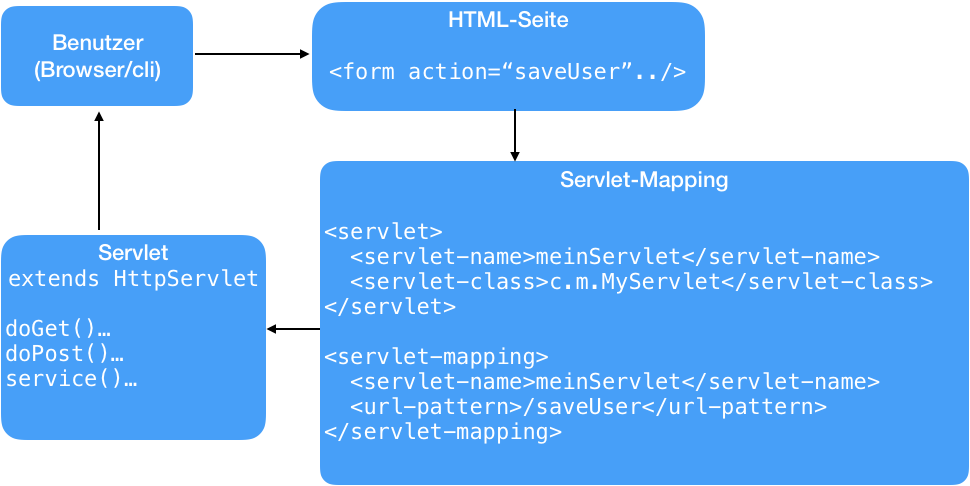 Benutzer
(Browser/cli)
HTML-Seite
<form action=“saveUser”../>
Servlet-Mapping
<servlet>
  <servlet-name>meinServlet</servlet-name>
  <servlet-class>c.m.MyServlet</servlet-class>
</servlet>
<servlet-mapping>
  <servlet-name>meinServlet</servlet-name>
  <url-pattern>/saveUser</url-pattern>
</servlet-mapping>
Servlet
extends HttpServlet
doGet()…
doPost()…
service()…